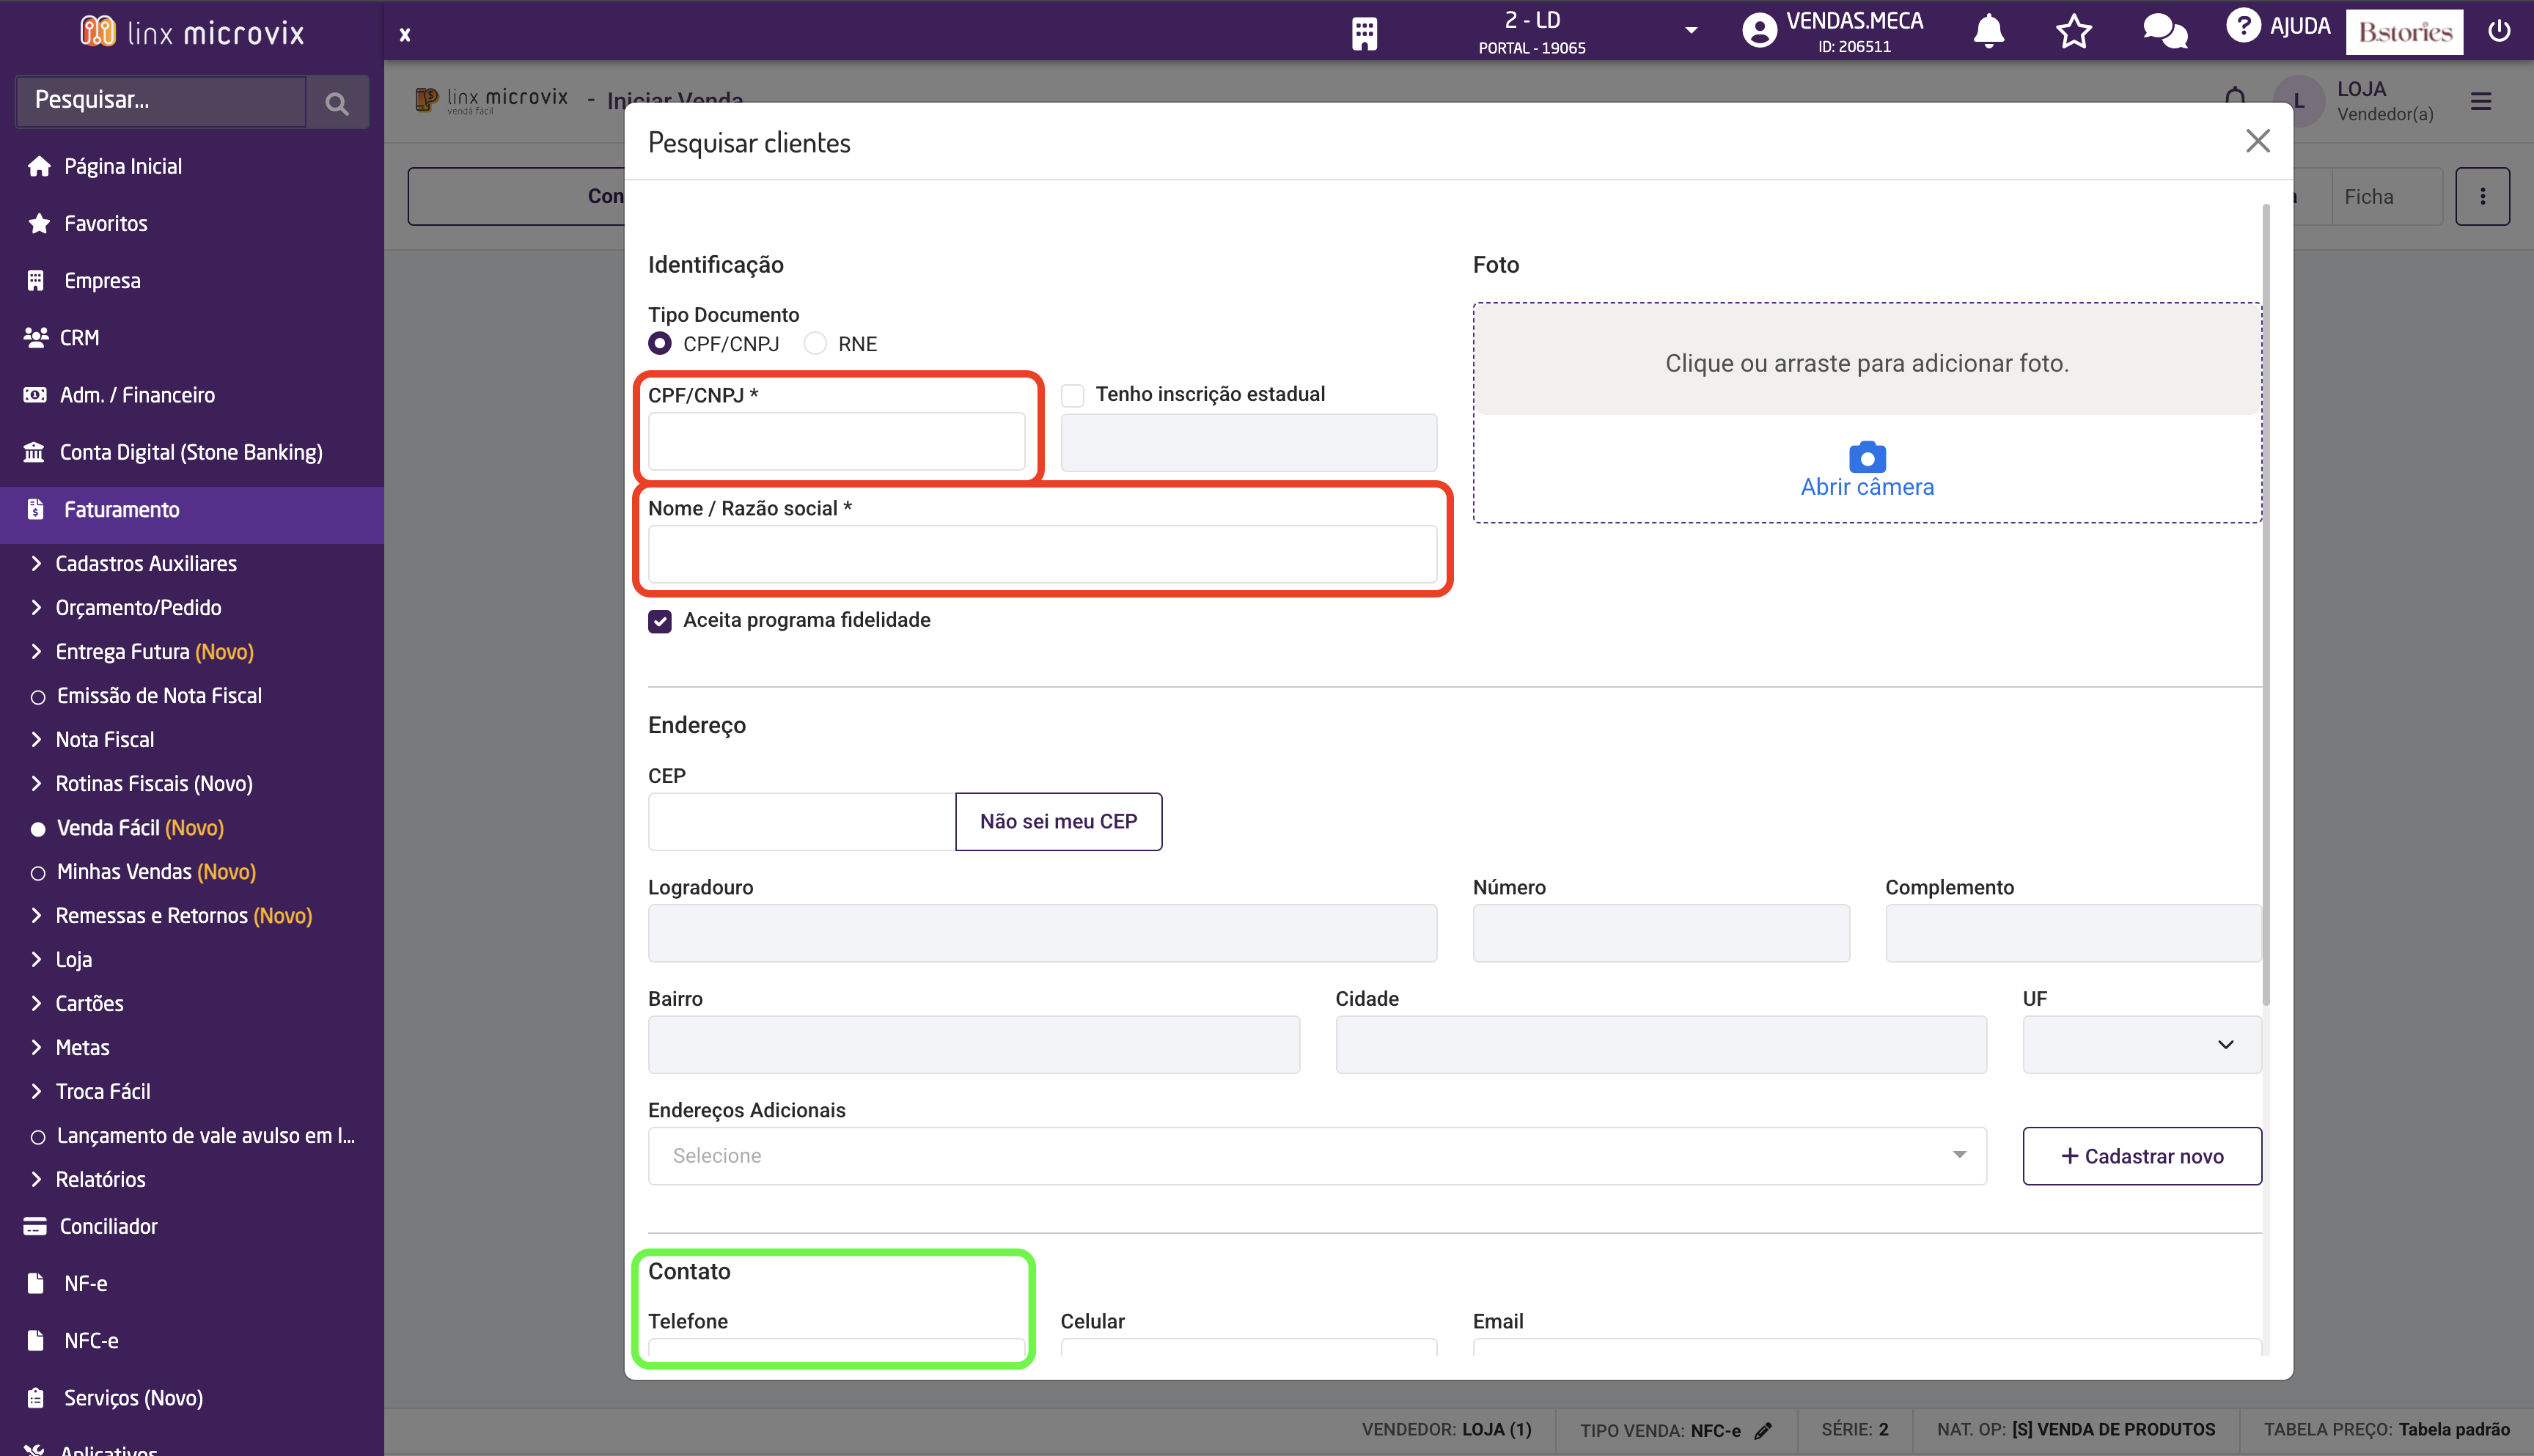 linx microvix
x
2 - LD
PORTAL - 19065
VENDAS.MECA
ID: 206511
AJUDA
B.stories
Pesquisar...
Página Inicial
Favoritos
Empresa
CRM
Adm. / Financeiro
Conta Digital (Stone Banking)
Faturamento
Cadastros Auxiliares
Orçamento/Pedido
Entrega Futura (Novo)
Emissão de Nota Fiscal
Nota Fiscal
Rotinas Fiscais (Novo)
Venda Fácil (Novo)
Minhas Vendas (Novo)
Remessas e Retornos (Novo)
Loja
Cartões
Metas
Troca Fácil
Lançamento de vale avulso em l...
Relatórios
Conciliador
NF-e
NFC-e
Serviços (Novo)
Aplicativos
linx microvix
venda fácil
- Iniciar Venda
L
LOJA
Vendedor(a)
Con
Ficha
Pesquisar clientes
Identificação
Tipo Documento
CPF/CNPJ
RNE
CPF/CNPJ *
Tenho inscrição estadual
Nome / Razão social *
Aceita programa fidelidade
Foto
Clique ou arraste para adicionar foto.
Abrir câmera
Endereço
CEP
Não sei meu CEP
Logradouro
Número
Complemento
Bairro
Cidade
UF
Endereços Adicionais
Selecione
+ Cadastrar novo
Contato
Telefone
Celular
Email
VENDEDOR: LOJA (1)
TIPO VENDA: NFC-e
SÉRIE: 2
NAT. OP: [S] VENDA DE PRODUTOS
TABELA PREÇO: Tabela padrão